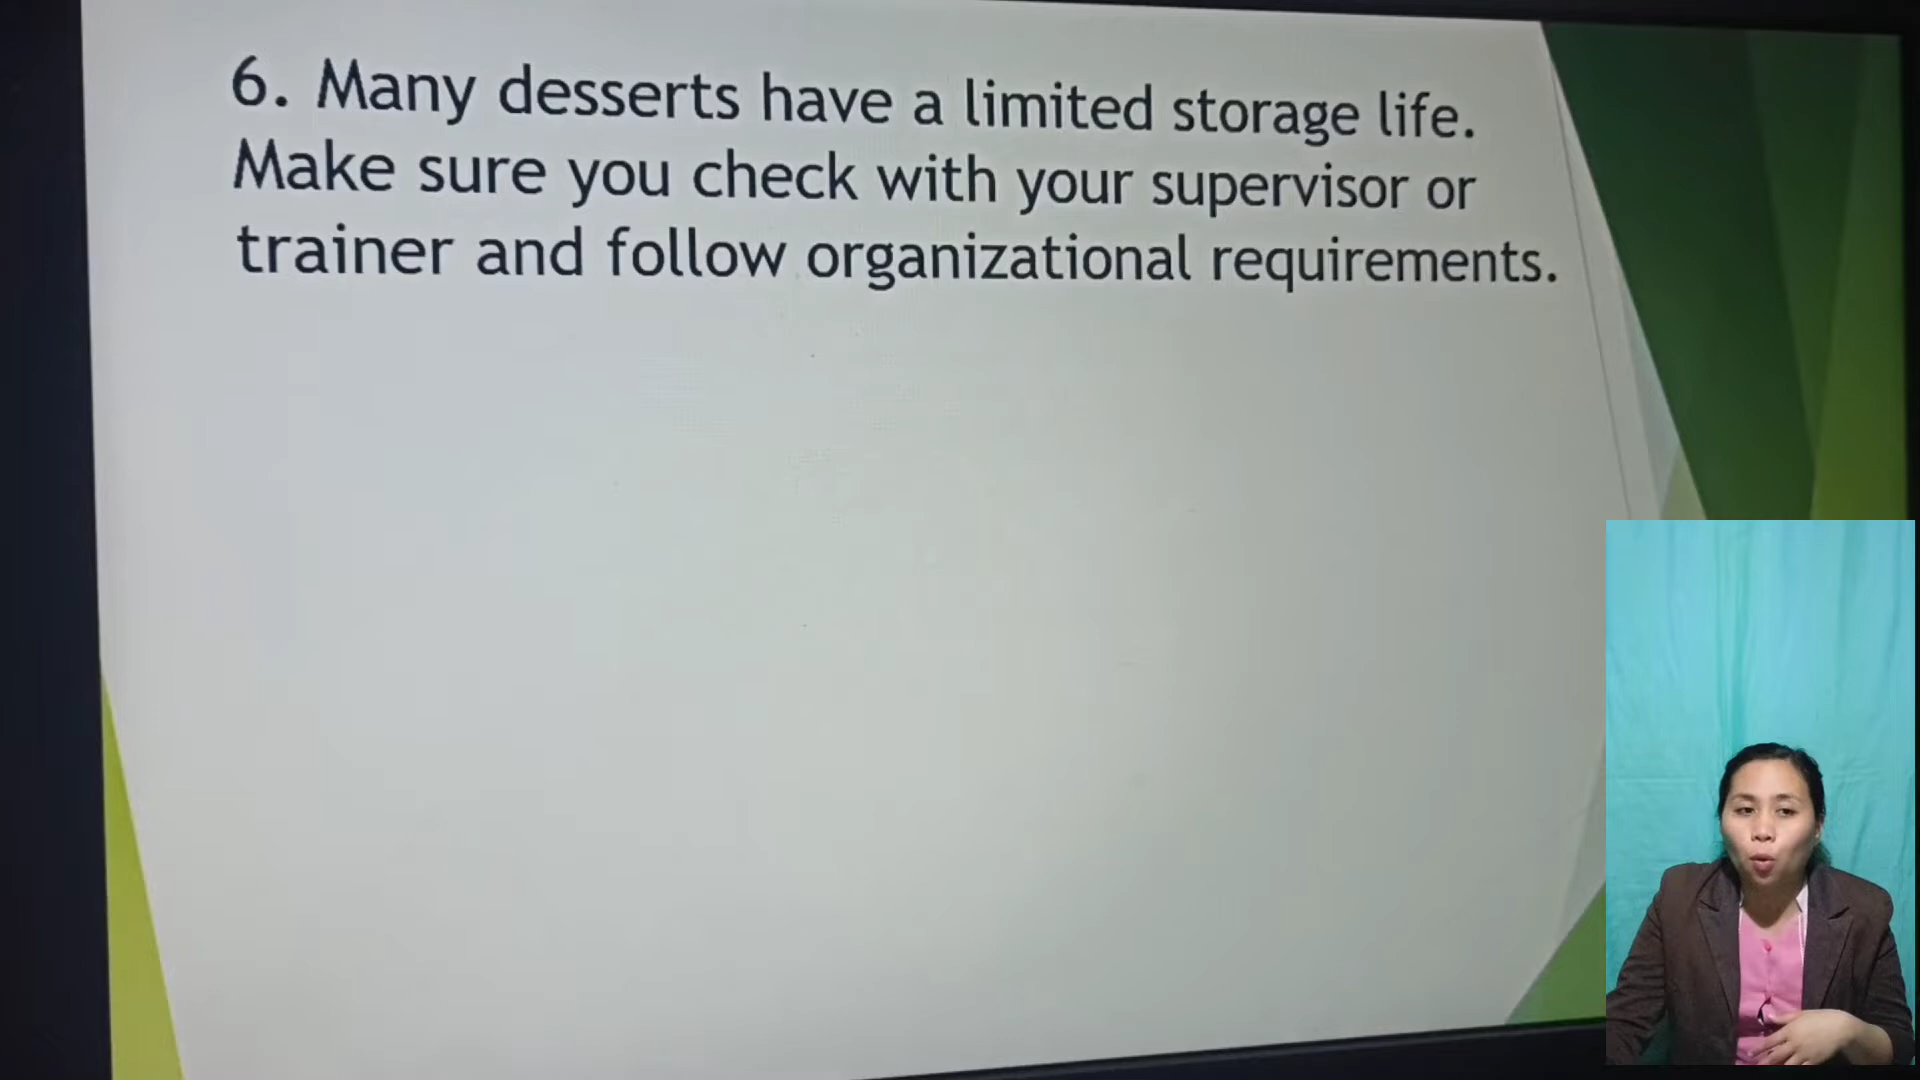 6. Many desserts have a limited storage life.
Make sure you check with your supervisor or
trainer and follow organizational requirements.